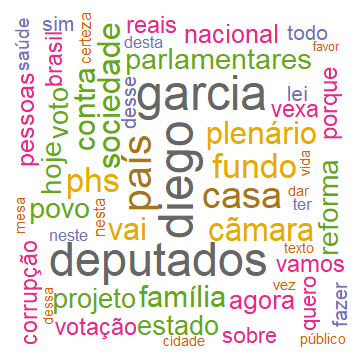 reais
nacional
todo
favor
sim
desta
certeza
saúde
brasil
pessoas
voto
contra
sociedade
desse
parlamentares
garcia
lei
vexa
porque
hoje
plenário
phs
país
diego
fundo
vida
casa
dar
ter
povo
nesta
mesa
neste
vai
câmara
reforma
deputados
texto
vamos
corrupção
dessa
projeto
família
agora
vez
quero
fazer
votação
estado
cidade
sobre
público